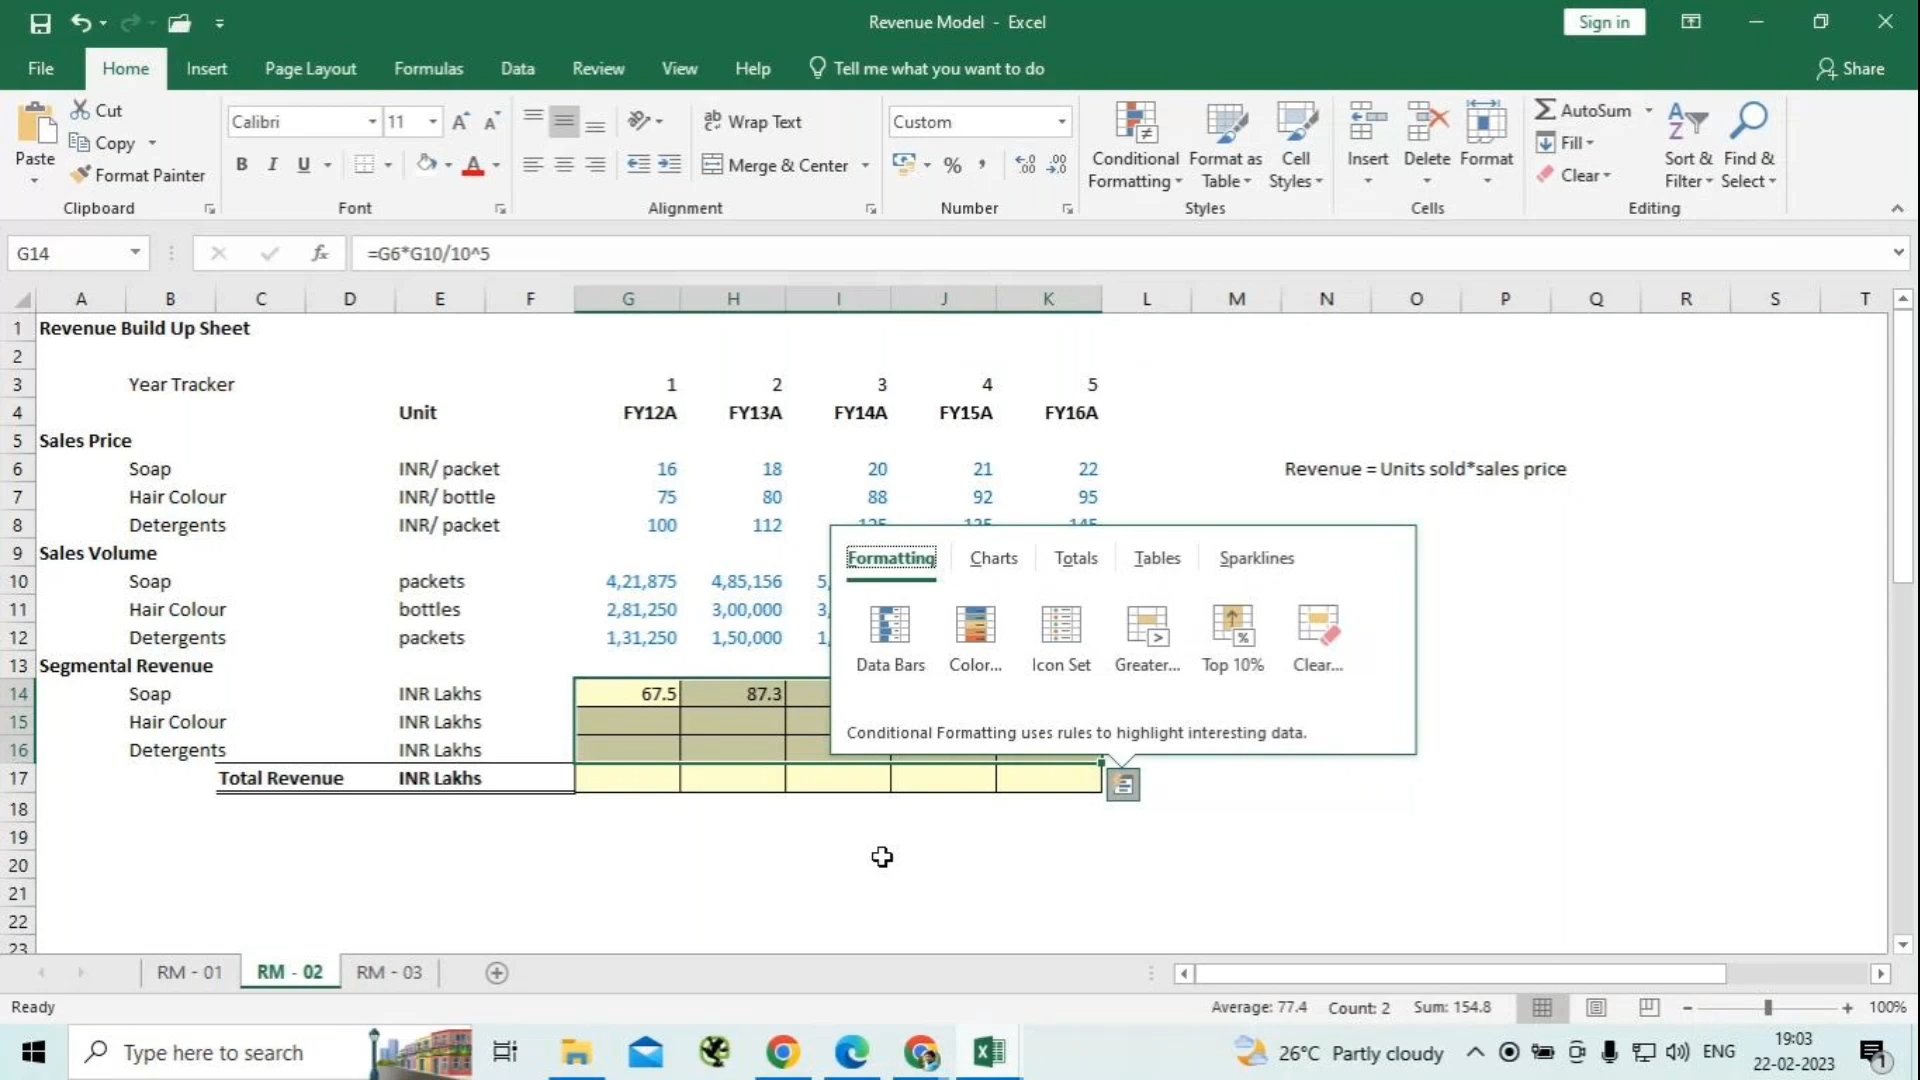 Revenue Model - Excel
Sign in
File Home Insert Page Layout Formulas Data Review View Help Tell me what you want to do Share
Paste Cut Copy Format Painter
Calibri 11
B I U A
ab Wrap Text
Merge & Center
Custom
%
Conditional Formatting
Format as Table
Cell Styles
Insert Delete Format
AutoSum
Fill
Clear
Sort & Filter
Find & Select
Clipboard Font Alignment Number Styles Cells Editing
G14 fx =G6*G10/10^5
A B C D E F G H I J K L M N O P Q R S T
1 Revenue Build Up Sheet
2
3 Year Tracker 1 2 3 4 5
4 Unit FY12A FY13A FY14A FY15A FY16A
5 Sales Price
6 Soap INR/ packet 16 18 20 21 22 Revenue = Units sold*sales price
7 Hair Colour INR/ bottle 75 80 88 92 95
8 Detergents INR/ packet 100 112
9 Sales Volume
10 Soap packets 4,21,875 4,85,156 5,
11 Hair Colour bottles 2,81,250 3,00,000 3,
12 Detergents packets 1,31,250 1,50,000 1,
13 Segmental Revenue
14 Soap INR Lakhs 67.5 87.3
15 Hair Colour INR Lakhs
16 Detergents INR Lakhs
17 Total Revenue INR Lakhs
18
19
20
21
22
23
Formatting Charts Totals Tables Sparklines
Data Bars Color... Icon Set Greater... Top 10% Clear...
Conditional Formatting uses rules to highlight interesting data.
RM - 01 RM - 02 RM - 03
Ready Average: 77.4 Count: 2 Sum: 154.8 100%
Type here to search
26°C Partly cloudy ENG
19:03
22-02-2023
1